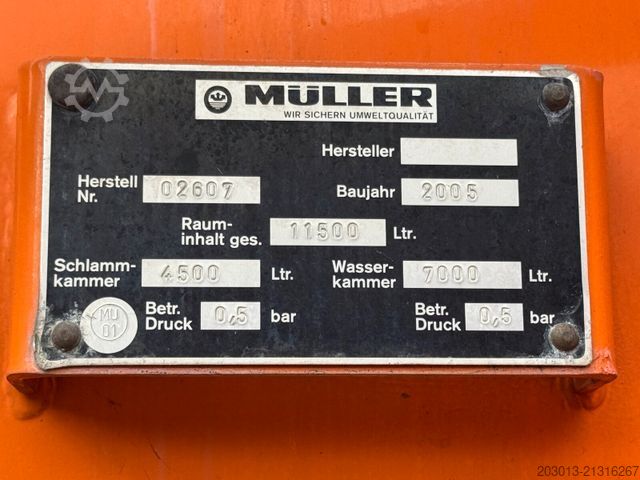 MÜLLER
WIR SICHERN UMWELTQUALITÄT
Hersteller
Herstell Nr. 02607
Baujahr 2005
Raum-
inhalt ges. 11500 Ltr.
Schlamm-
kammer 4500 Ltr.
Wasser-
kammer 7000 Ltr.
MU
01
Betr.
Druck 0,5 bar
Betr.
Druck 0,5 bar
203013-21316267